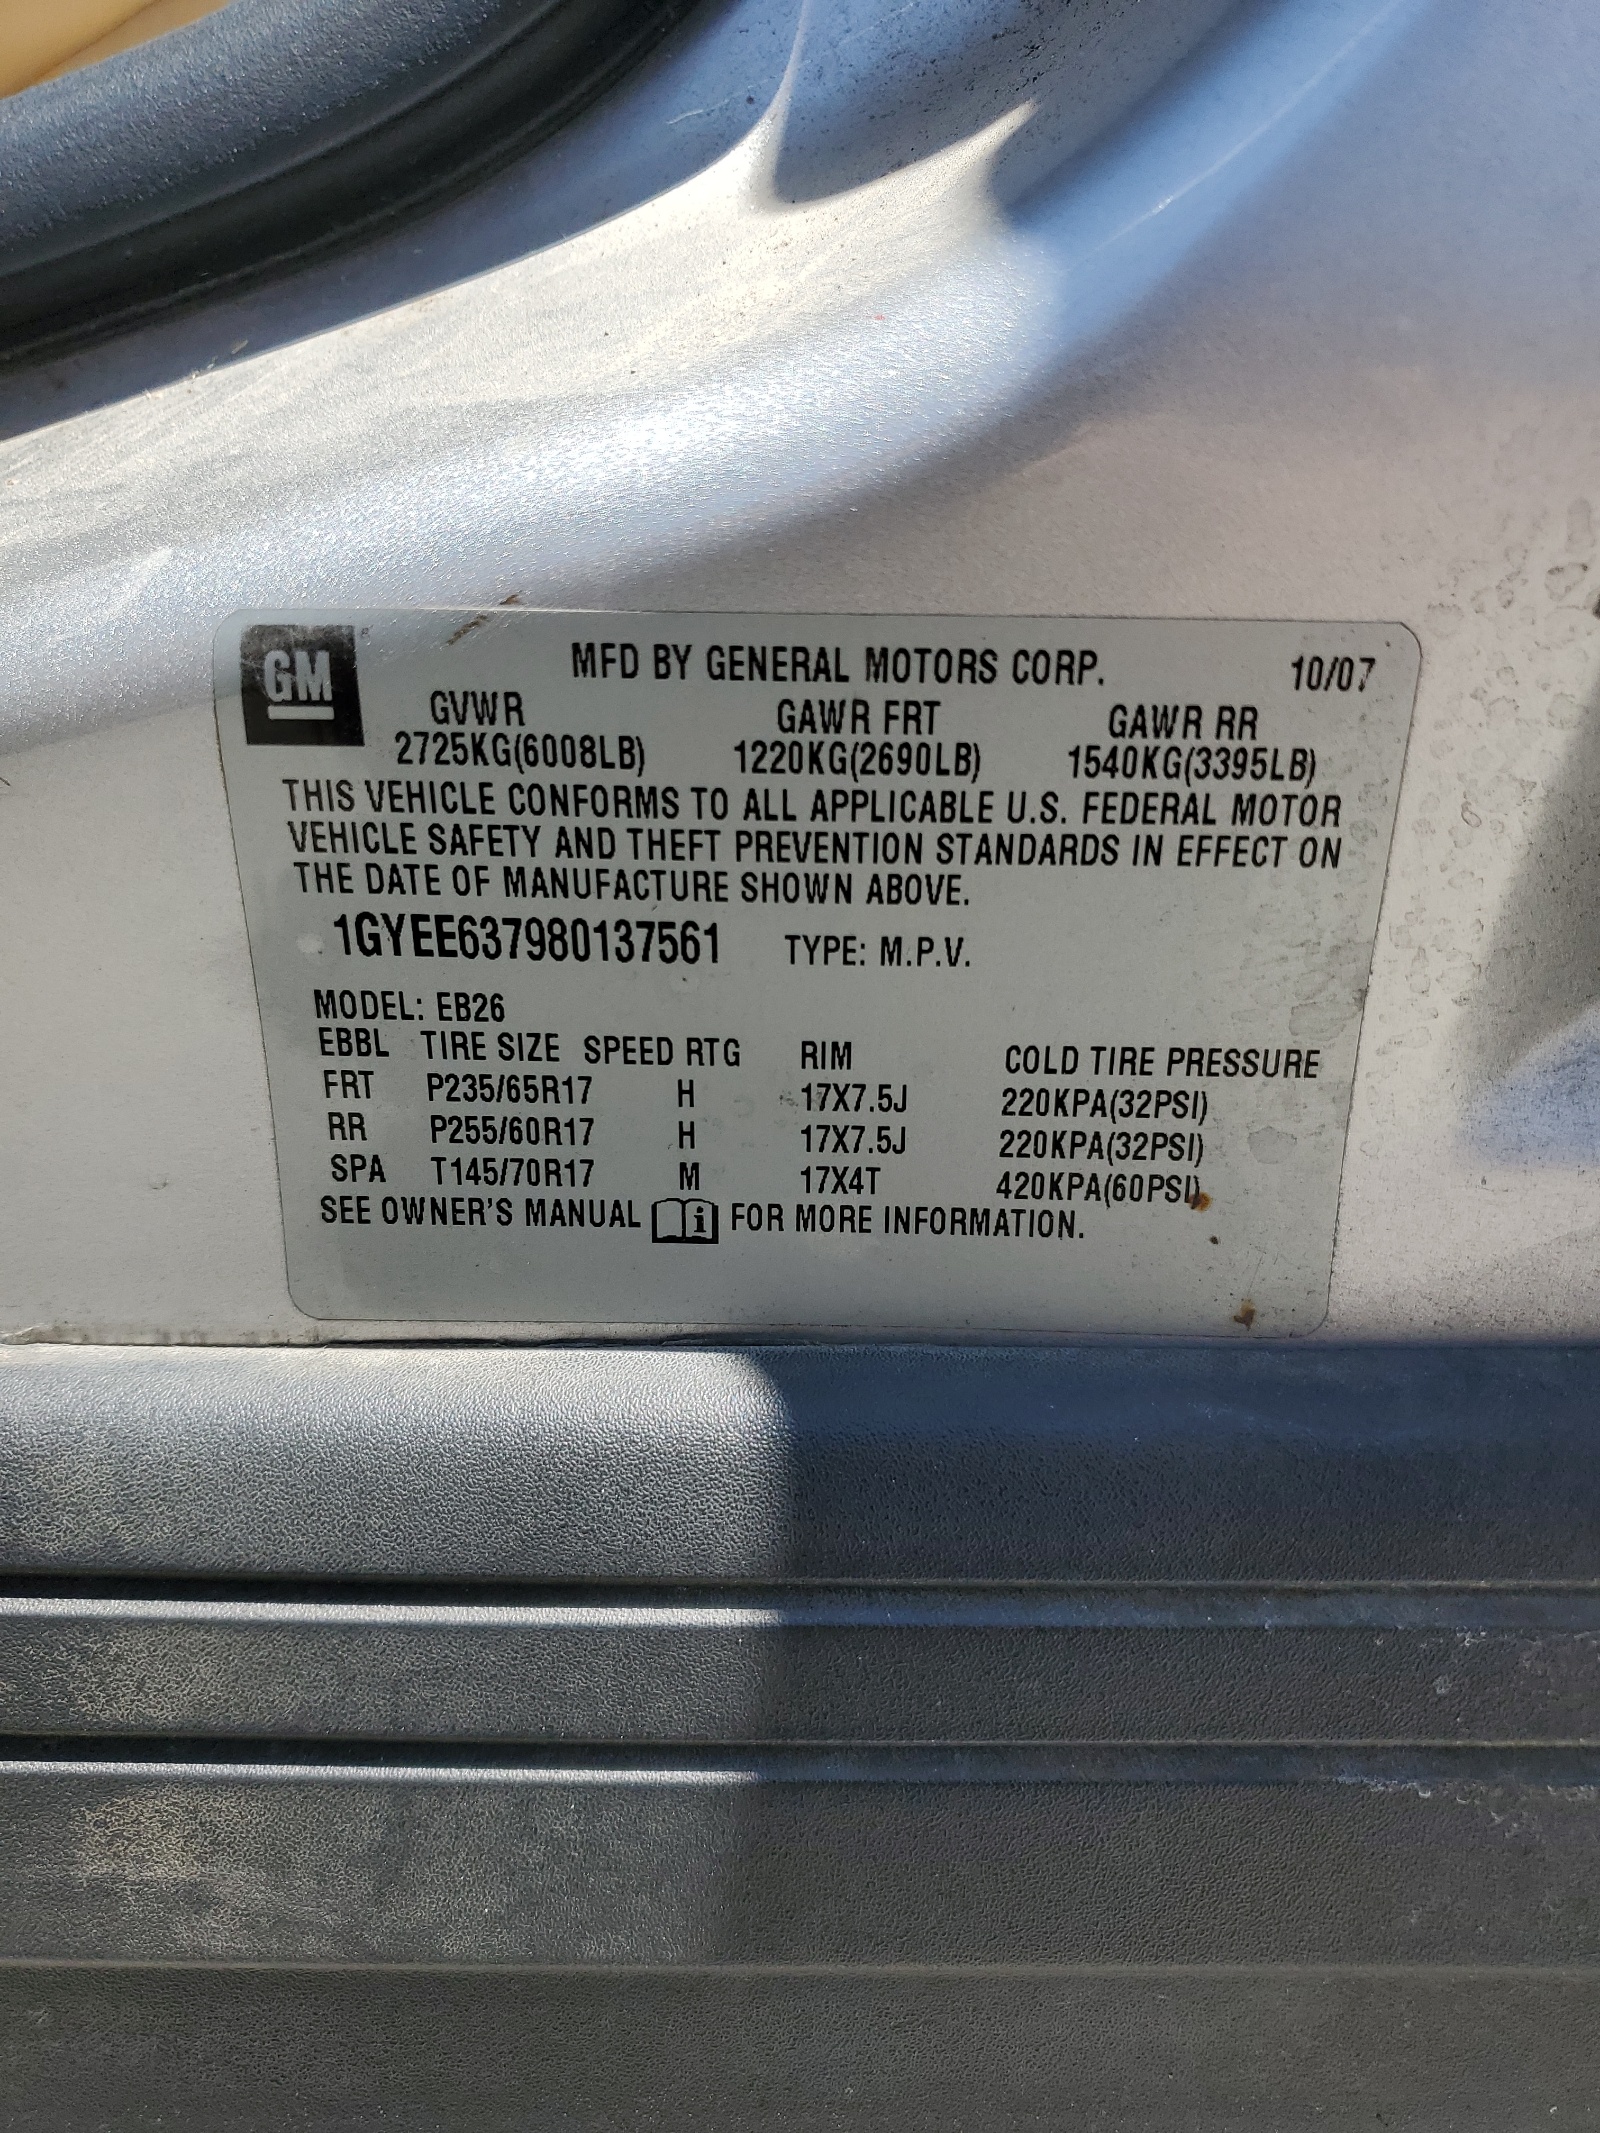 GM
MFD BY GENERAL MOTORS CORP. 10/07
GVWR GAWR FRT GAWR RR
2725KG(6008LB) 1220KG(2690LB) 1540KG(3395LB)
THIS VEHICLE CONFORMS TO ALL APPLICABLE U.S. FEDERAL MOTOR
VEHICLE SAFETY AND THEFT PREVENTION STANDARDS IN EFFECT ON
THE DATE OF MANUFACTURE SHOWN ABOVE.
1GYEE637980137561 TYPE: M.P.V.
MODEL: EB26
EBBL TIRE SIZE SPEED RTG RIM COLD TIRE PRESSURE
FRT P235/65R17 H 17X7.5J 220KPA(32PSI)
RR P255/60R17 H 17X7.5J 220KPA(32PSI)
SPA T145/70R17 M 17X4T 420KPA(60PSI)
SEE OWNER'S MANUAL i FOR MORE INFORMATION.